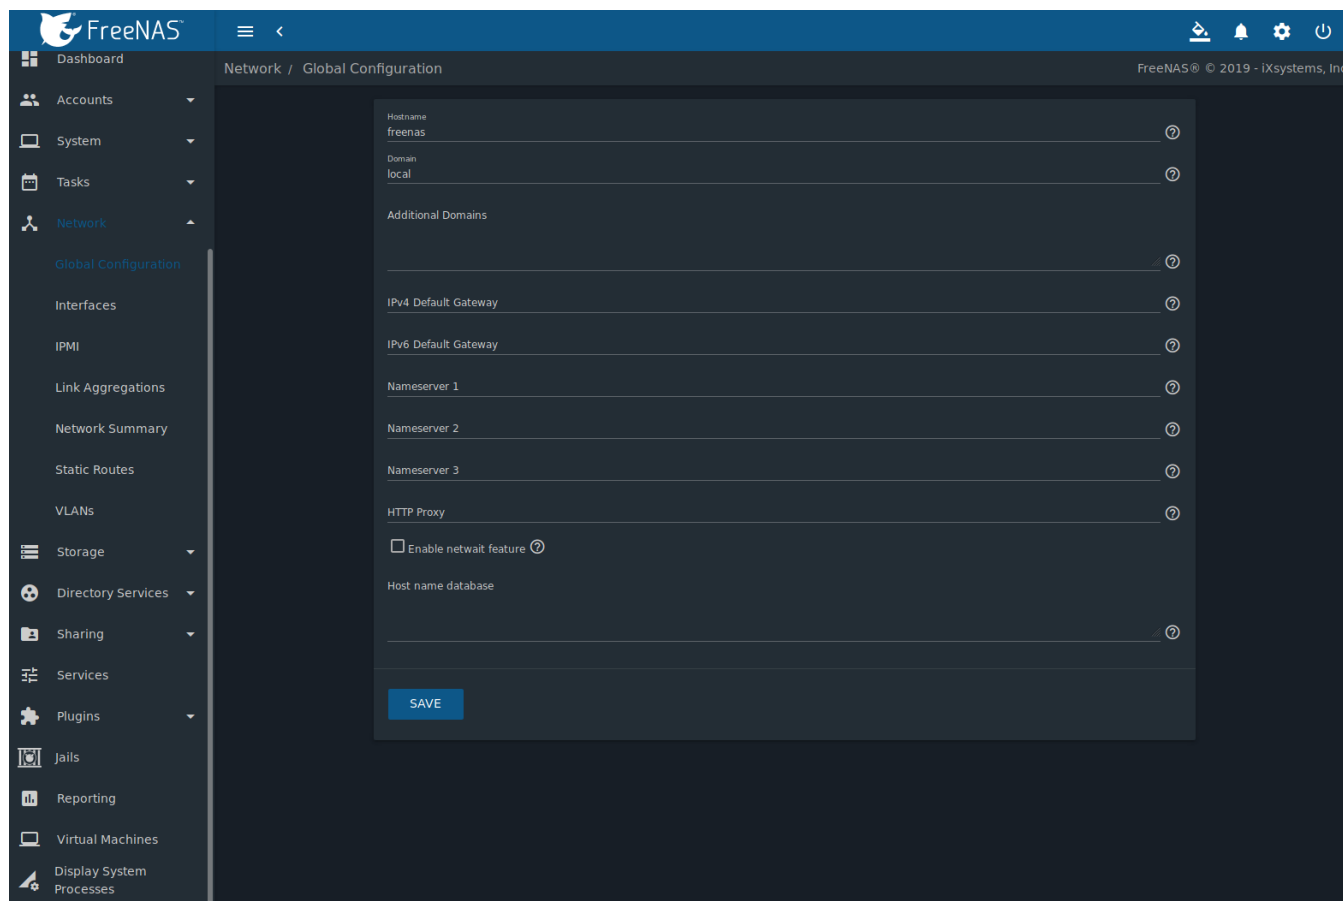 FreeNAS™
Dashboard
Network / Global Configuration
FreeNAS® © 2019 - iXsystems, Inc
Accounts
System
Tasks
Network
Global Configuration
Interfaces
IPMI
Link Aggregations
Network Summary
Static Routes
VLANs
Storage
Directory Services
Sharing
Services
Plugins
Jails
Reporting
Virtual Machines
Display System
Processes
Hostname
freenas
Domain
local
Additional Domains
IPv4 Default Gateway
IPv6 Default Gateway
Nameserver 1
Nameserver 2
Nameserver 3
HTTP Proxy
Enable netwait feature
Host name database
SAVE